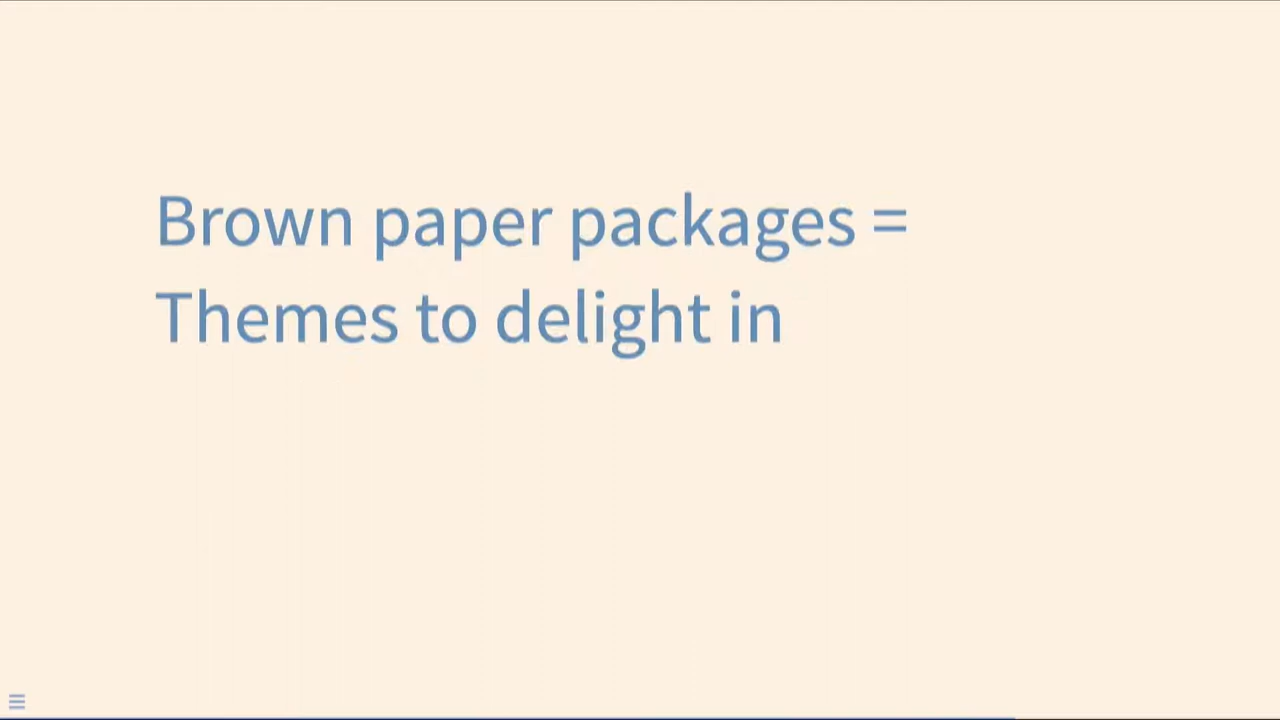 Brown paper packages =
Themes to delight in